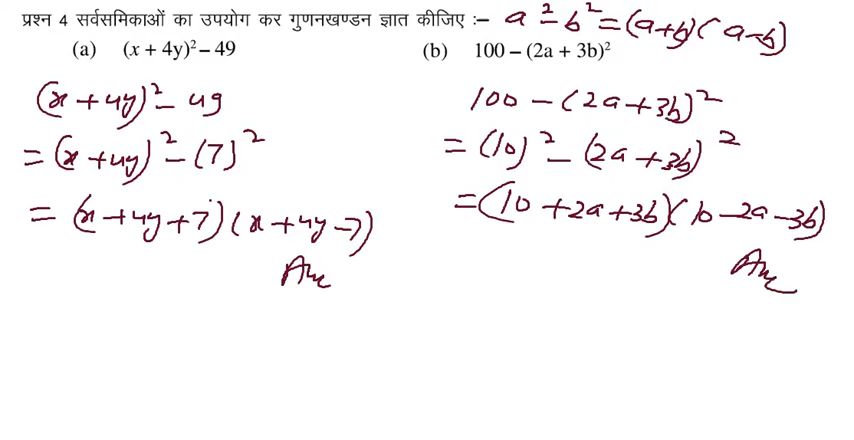 प्रश्न 4 सर्वसमिकाओं का उपयोग कर गुणनखण्डन ज्ञात कीजिए :- a² - b² = (a+b)(a-b)
(a) (x + 4y)² – 49
(x + 4y)² - 49
= (x + 4y)² - (7)²
= (x + 4y + 7)(x + 4y - 7)
Ans
(b) 100 – (2a + 3b)²
100 - (2a + 3b)²
= (10)² - (2a + 3b)²
= (10 + 2a + 3b)(10 - 2a - 3b)
Ans